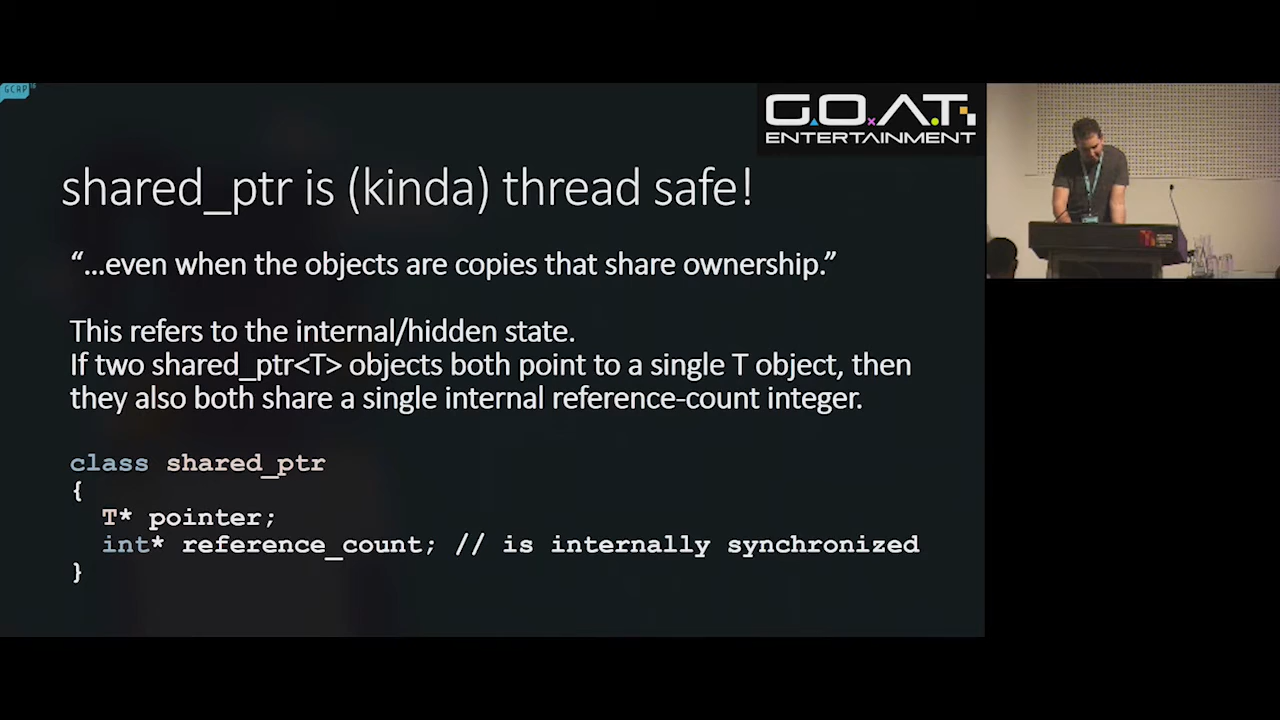 GCAP
G.O.A.T.
ENTERTAINMENT
shared_ptr is (kinda) thread safe!
“…even when the objects are copies that share ownership.”
This refers to the internal/hidden state.
If two shared_ptr<T> objects both point to a single T object, then
they also both share a single internal reference-count integer.
class shared_ptr
{
T* pointer;
int* reference_count; // is internally synchronized
}